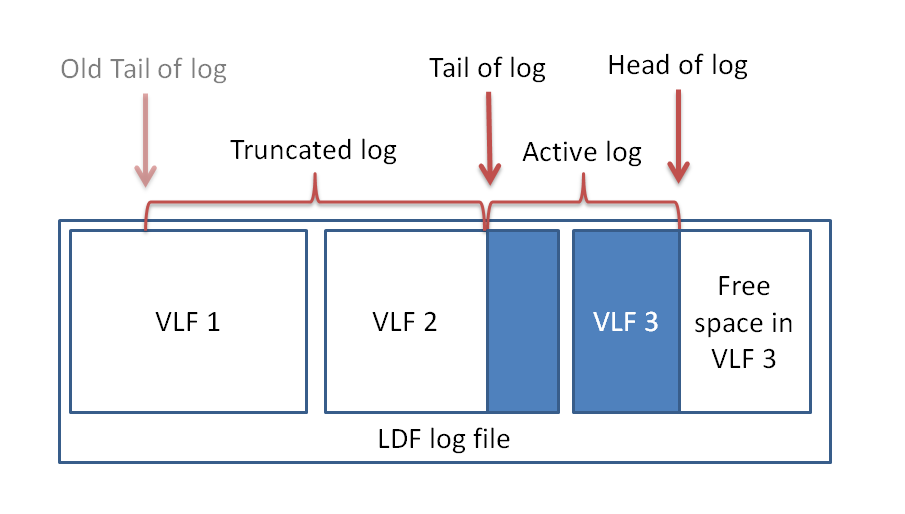 Old Tail of log
Tail of log
Head of log
Truncated log
Active log
VLF 1
VLF 2
VLF 3
Free
space in
VLF 3
LDF log file